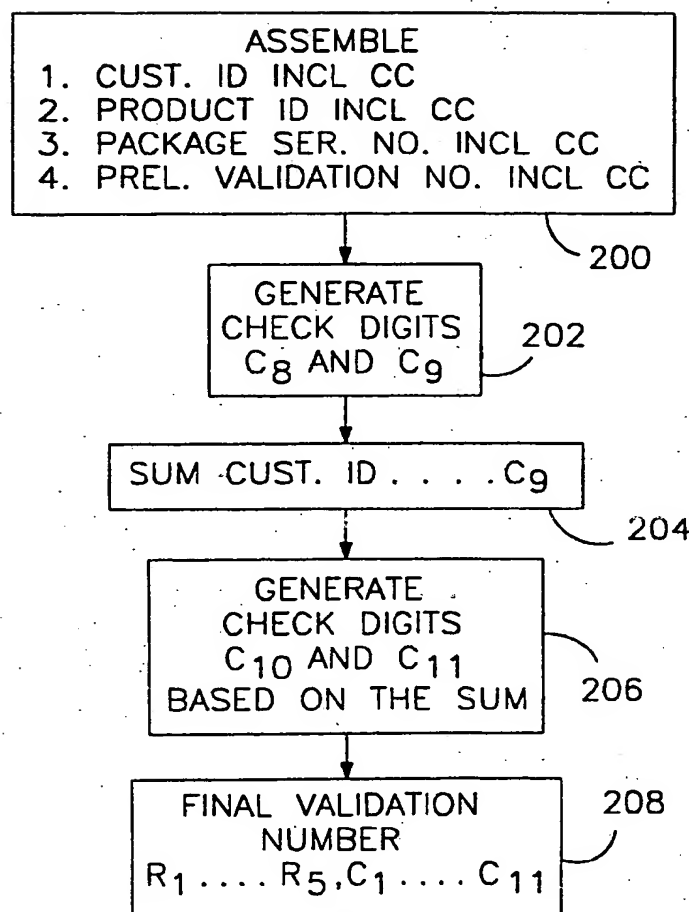 ASSEMBLE
1. CUST. ID INCL CC
2. PRODUCT ID INCL CC
3. PACKAGE SER. NO. INCL CC
4. PREL. VALIDATION NO. INCL CC
200
GENERATE
CHECK DIGITS
C8 AND C9
202
SUM CUST. ID . . . . C9
204
GENERATE
CHECK DIGITS
C10 AND C11
BASED ON THE SUM
206
FINAL VALIDATION
NUMBER
R1 . . . . R5,C1 . . . . C11
208